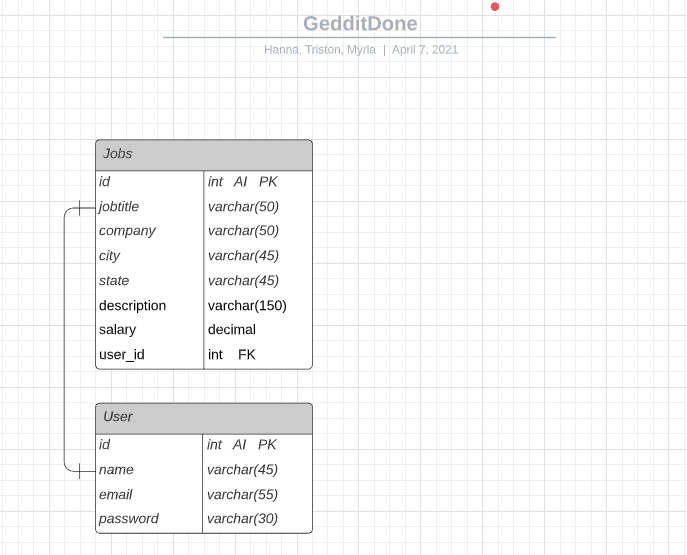 GedditDone
Hanna, Triston, Myrla | April 7, 2021
Jobs
id int AI PK
jobtitle varchar(50)
company varchar(50)
city varchar(45)
state varchar(45)
description varchar(150)
salary decimal
user_id int FK
User
id int AI PK
name varchar(45)
email varchar(55)
password varchar(30)